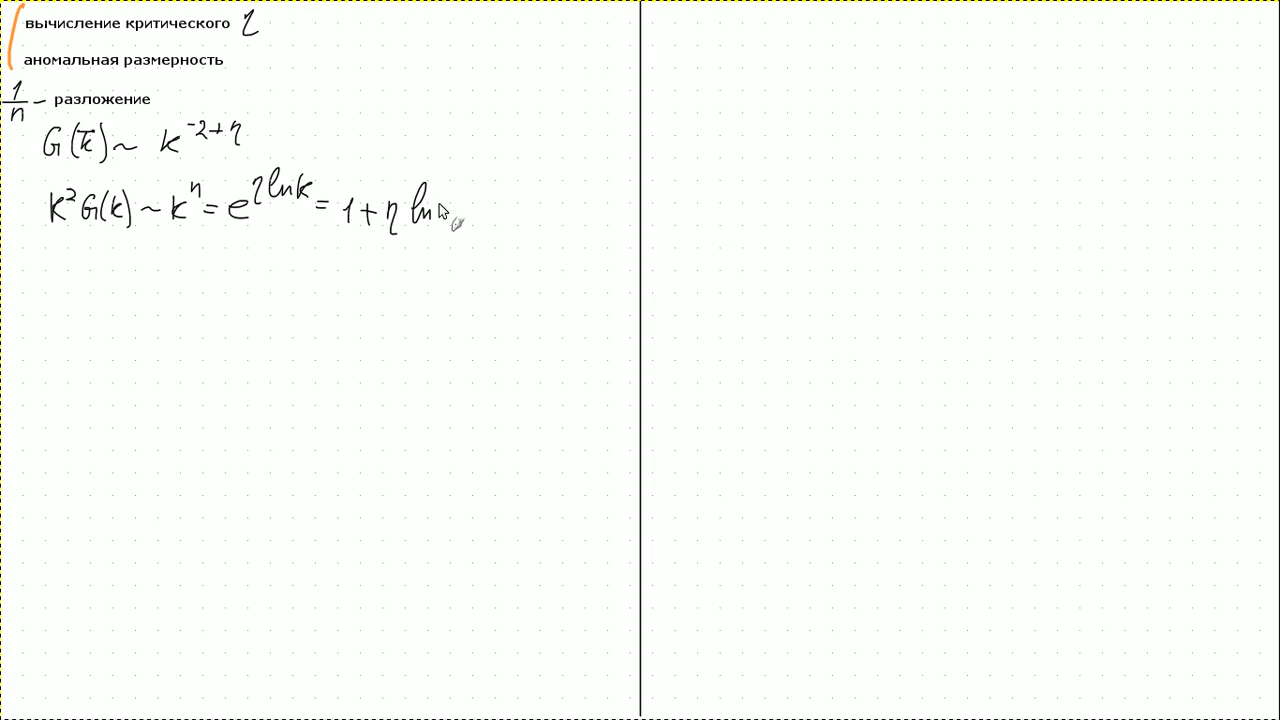 вычисление критического η
аномальная размерность
1/n – разложение
G(k̅) ~ k^{-2+η}
k²G(k) ~ k^η = e^{η ln k} = 1 + η ln